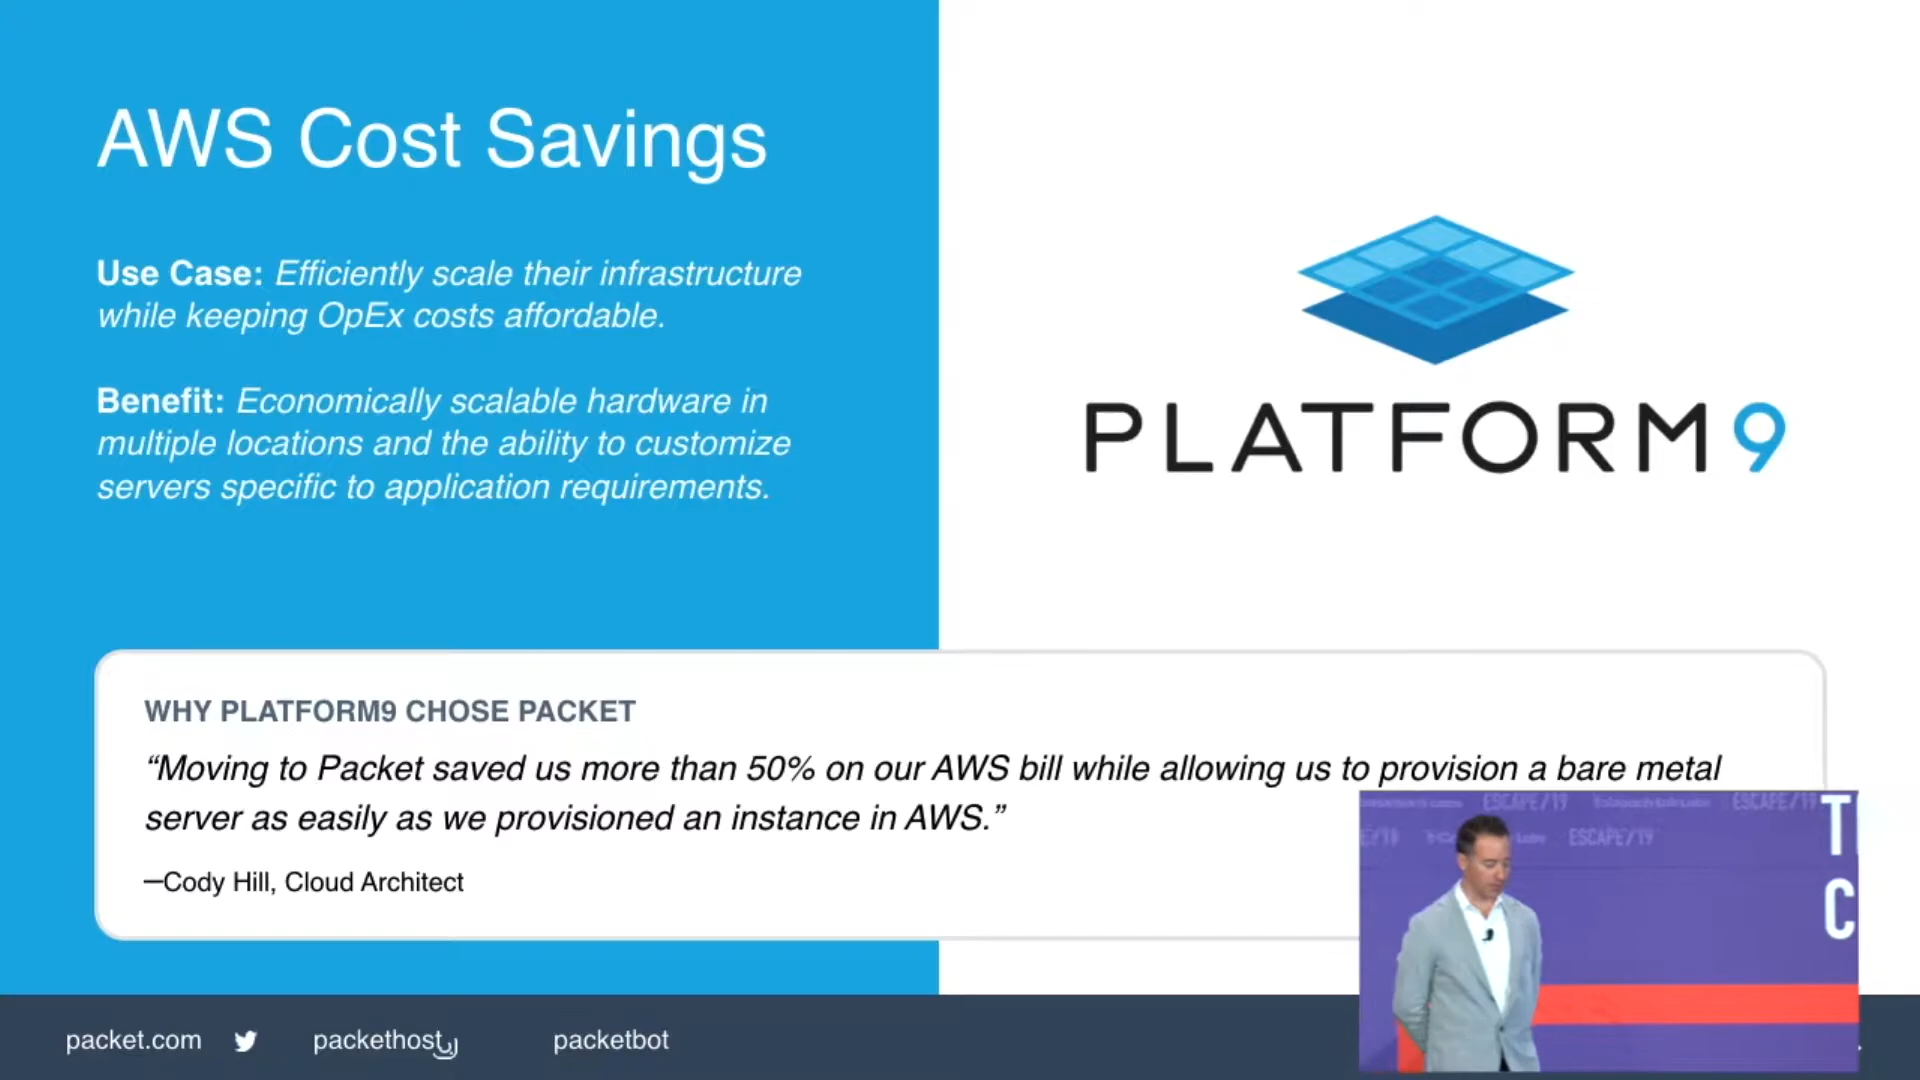 AWS Cost Savings
Use Case: Efficiently scale their infrastructure
while keeping OpEx costs affordable.
Benefit: Economically scalable hardware in
multiple locations and the ability to customize
servers specific to application requirements.
PLATFORM9
WHY PLATFORM9 CHOSE PACKET
“Moving to Packet saved us more than 50% on our AWS bill while allowing us to provision a bare metal
server as easily as we provisioned an instance in AWS.”
—Cody Hill, Cloud Architect
ESCAPE/19
ESCAPE/19
T
E/19
ESCAPE/19
C
packet.com
packethost
packetbot